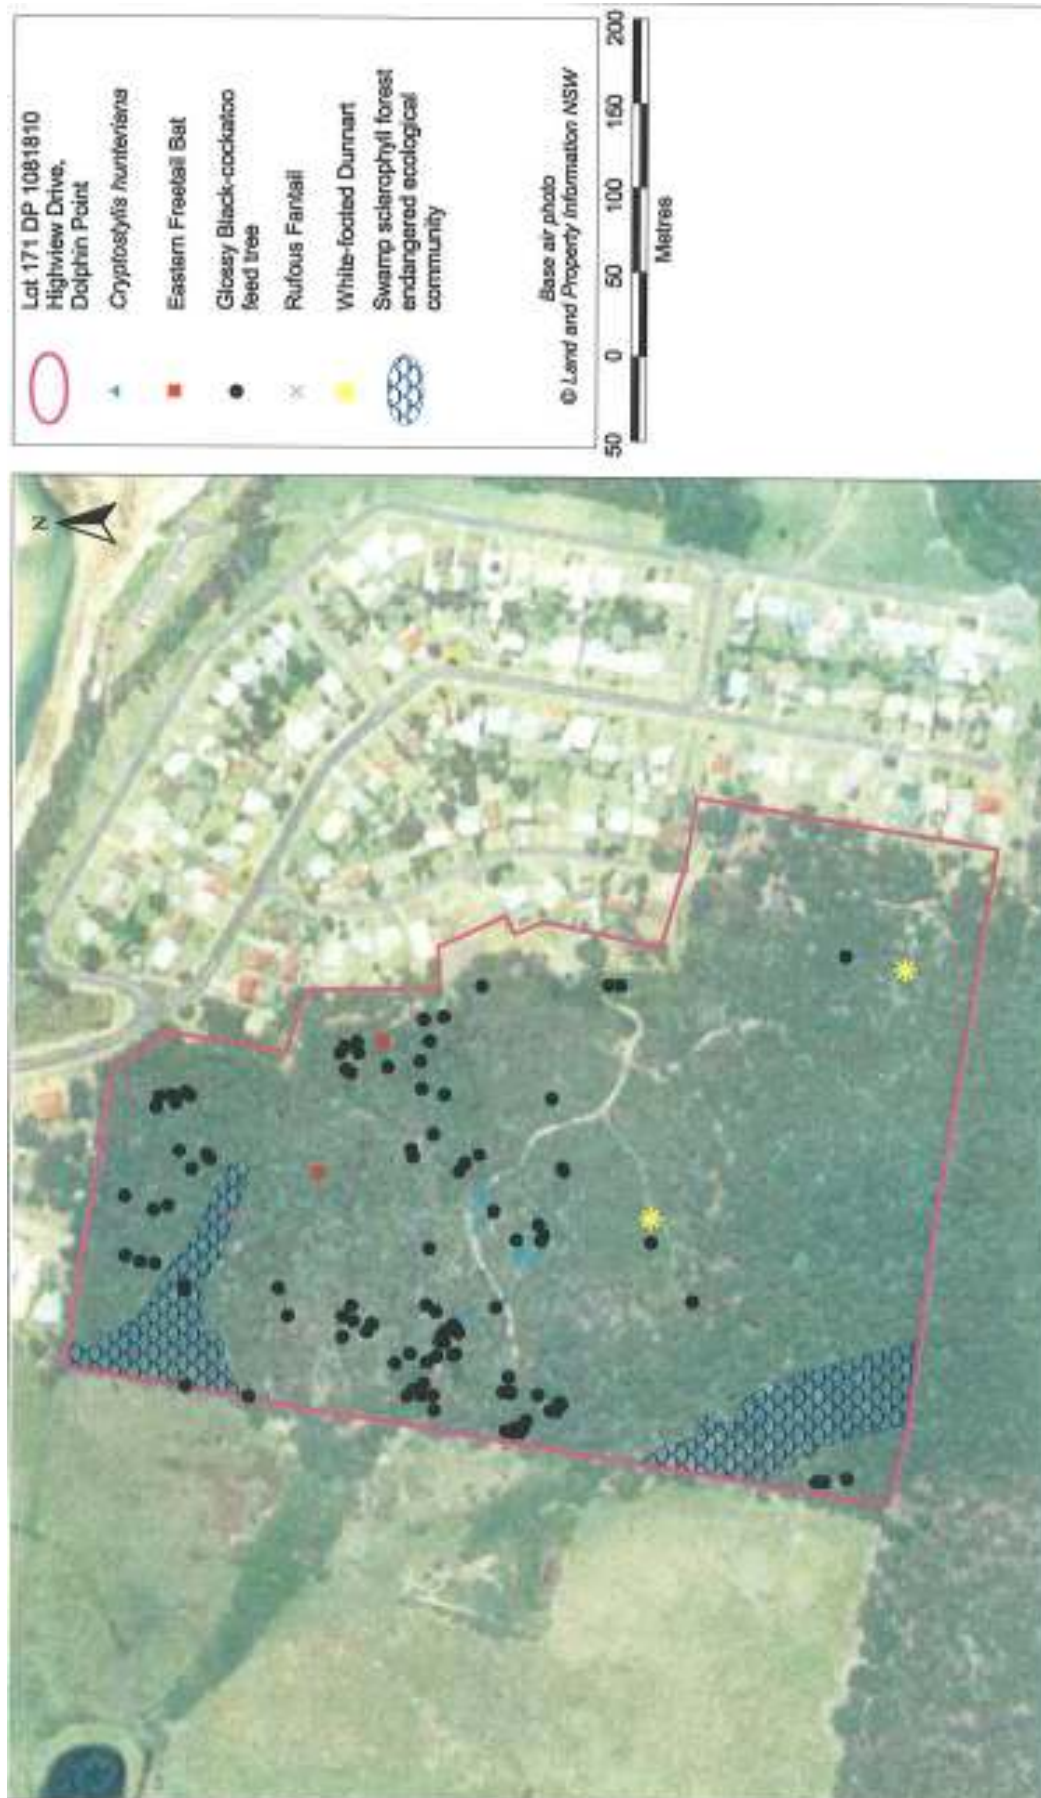 Lot 171 DP 1081810
Highview Drive,
Dolphin Point
Cryptostylis hunteriana
Eastern Freetail Bat
Glossy Black-cockatoo
feed tree
Rufous Fantail
White-footed Dunnart
Swamp sclerophyll forest
endangered ecological
community
Base air photo
© Land and Property Information NSW
50 0 50 100 150 200
Metres
N